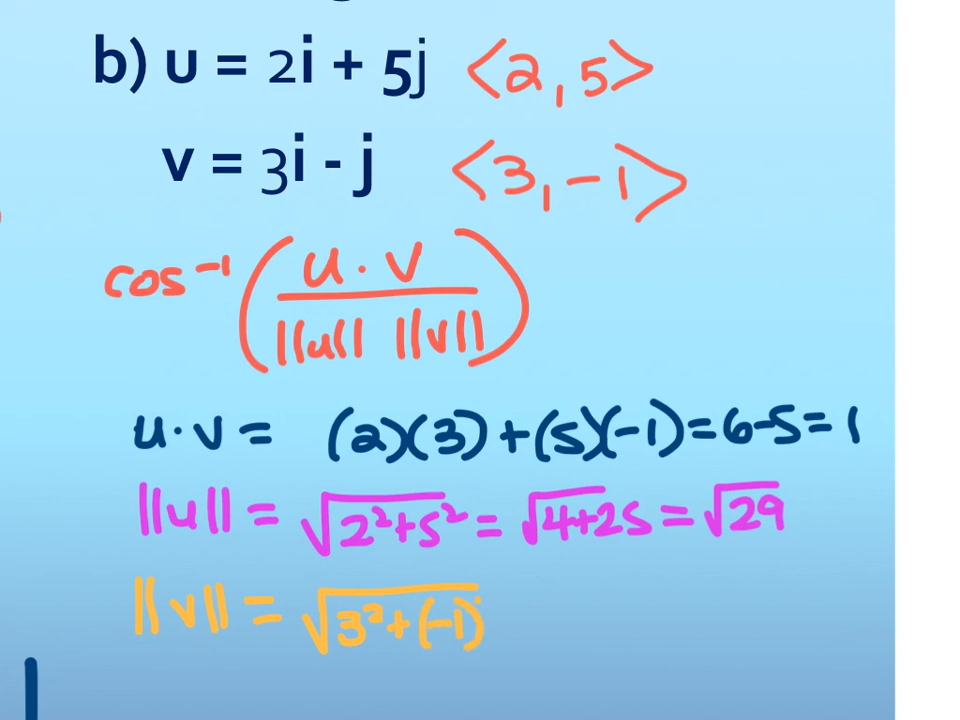 b) u = 2i + 5j <2, 5>
v = 3i - j <3, -1>
cos⁻¹ (u · v / ||u|| ||v||)
u · v = (2)(3) + (5)(-1) = 6-5 = 1
||u|| = √(2² + 5²) = √(4+25) = √29
||v|| = √(3² + (-1)